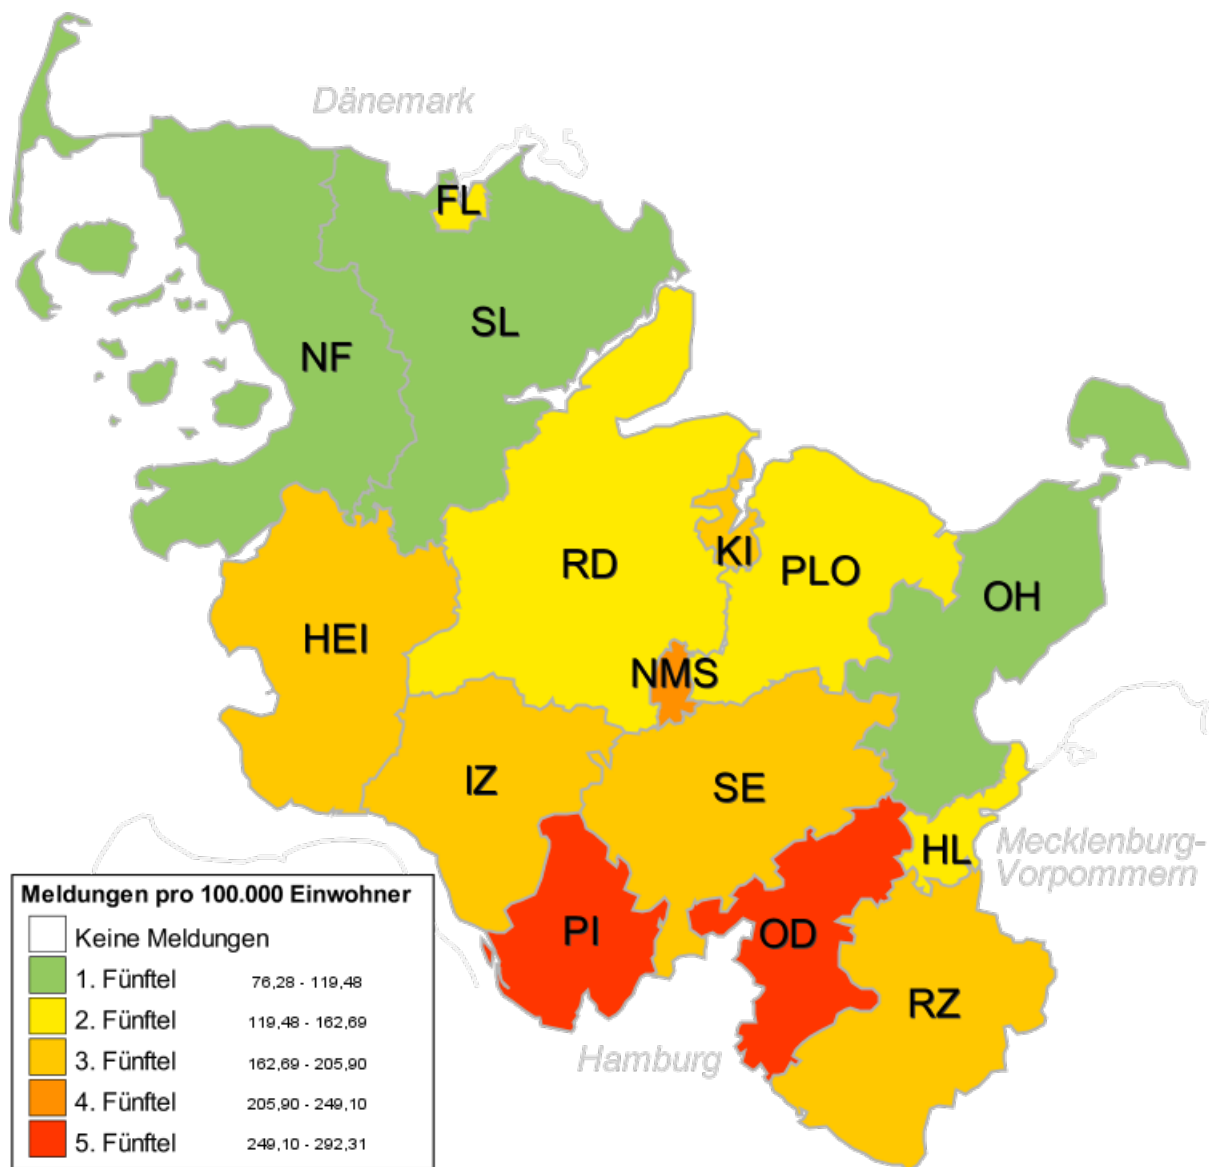 Dänemark
FL
SL
NF
RD
KI
PLO
OH
HEI
NMS
IZ
SE
HL
Mecklenburg-
Vorpommern
PI
OD
RZ
Hamburg
Meldungen pro 100.000 Einwohner
Keine Meldungen
1. Fünftel 76,28 - 119,48
2. Fünftel 119,48 - 162,69
3. Fünftel 162,69 - 205,90
4. Fünftel 205,90 - 249,10
5. Fünftel 249,10 - 292,31